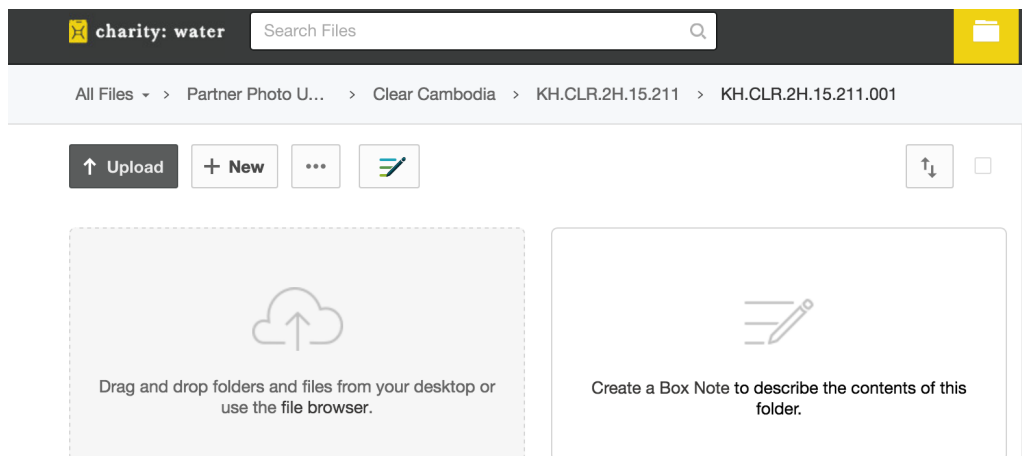 charity: water Search Files
All Files > Partner Photo U... > Clear Cambodia > KH.CLR.2H.15.211 > KH.CLR.2H.15.211.001
Upload + New ...
Drag and drop folders and files from your desktop or
use the file browser.
Create a Box Note to describe the contents of this
folder.